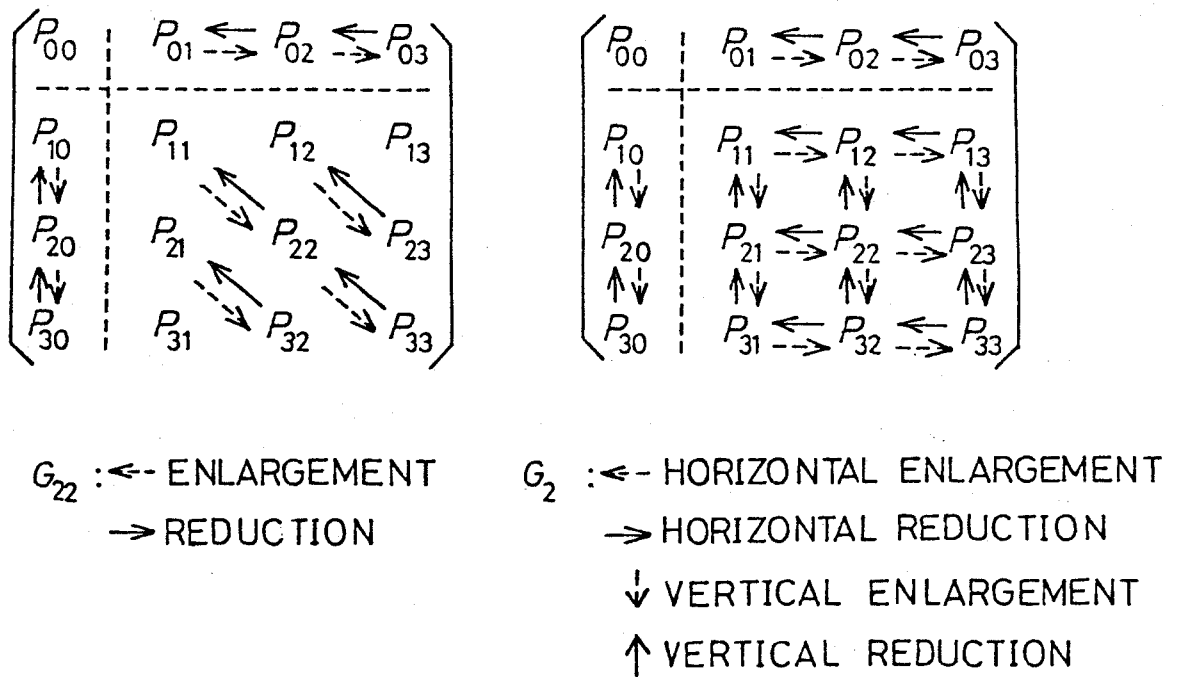 P00 P01 P02 P03
P10 P11 P12 P13
P20 P21 P22 P23
P30 P31 P32 P33
P00 P01 P02 P03
P10 P11 P12 P13
P20 P21 P22 P23
P30 P31 P32 P33
G22 : ⇠ ENLARGEMENT
→ REDUCTION
G2 : ⇠ HORIZONTAL ENLARGEMENT
→ HORIZONTAL REDUCTION
⇣ VERTICAL ENLARGEMENT
↑ VERTICAL REDUCTION